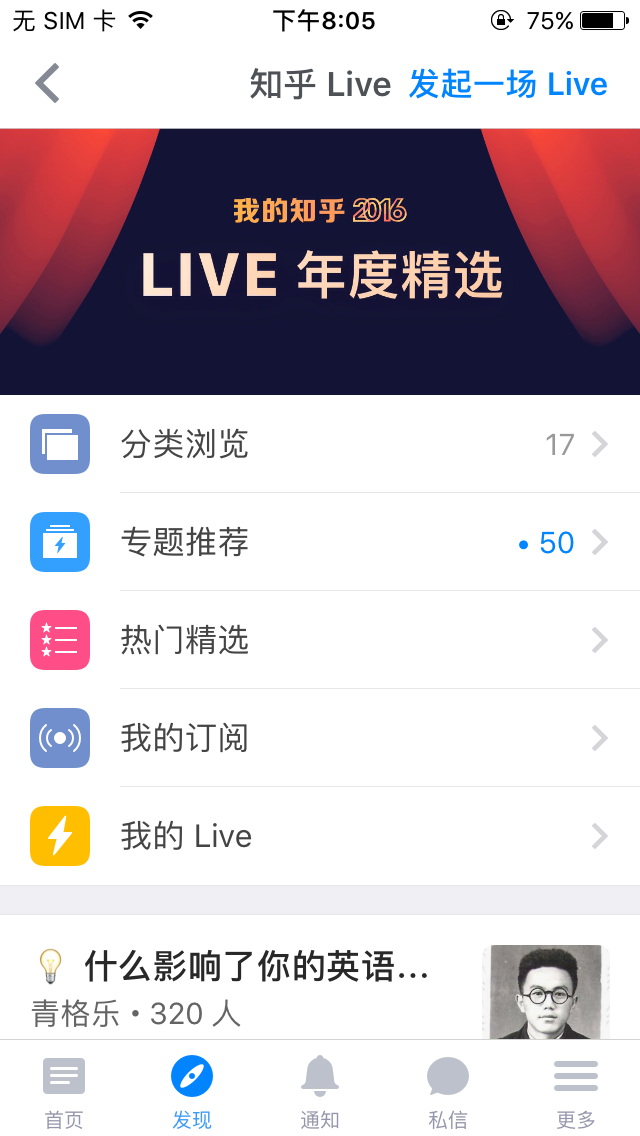 无 SIM 卡 下午8:05 75%
知乎 Live 发起一场 Live
我的知乎 2016
LIVE 年度精选
分类浏览 17
专题推荐 • 50
热门精选
我的订阅
我的 Live
什么影响了你的英语...
青格乐 • 320 人
首页 发现 通知 私信 更多